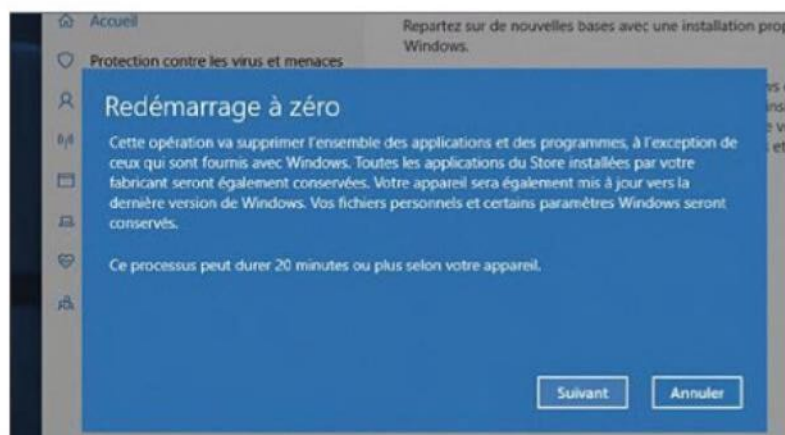 Accueil
Repartez sur de nouvelles bases avec une installation
Windows.
Protection contre les virus et menaces
Redémarrage à zéro
Cette opération va supprimer l'ensemble des applications et des programmes, à l'exception de
ceux qui sont fournis avec Windows. Toutes les applications du Store installées par votre
fabricant seront également conservées. Votre appareil sera également mis à jour vers la
dernière version de Windows. Vos fichiers personnels et certains paramètres Windows seront
conservés.
Ce processus peut durer 20 minutes ou plus selon votre appareil.
Suivant
Annuler